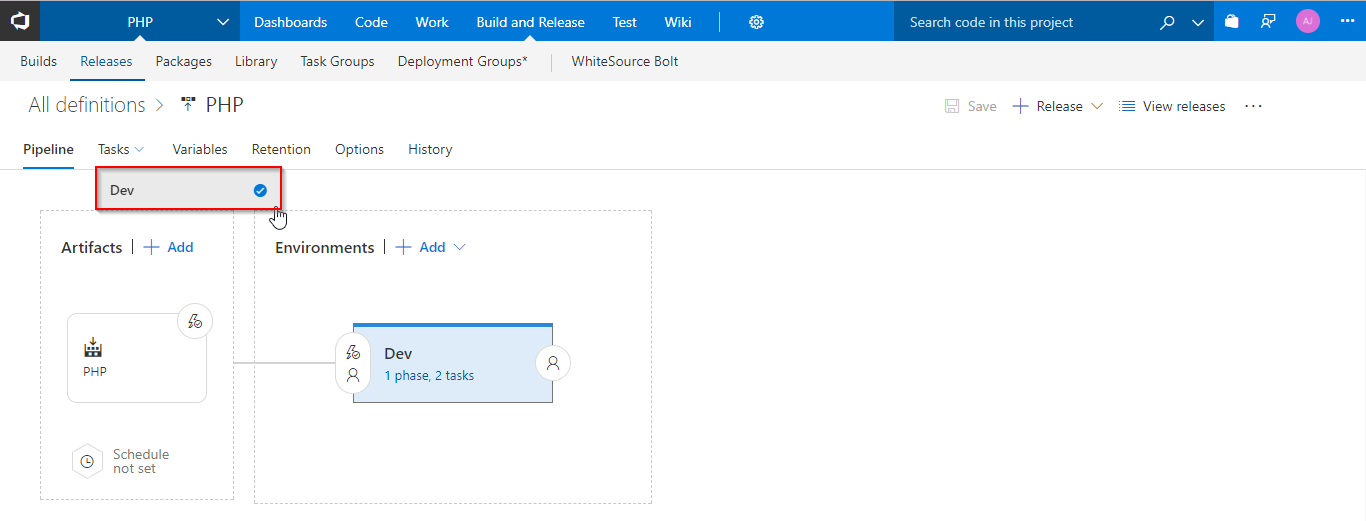 PHP Dashboards Code Work Build and Release Test Wiki Search code in this project AJ
Builds Releases Packages Library Task Groups Deployment Groups* WhiteSource Bolt
All definitions > PHP Save + Release View releases ...
Pipeline Tasks Variables Retention Options History
Dev
Artifacts | + Add
Environments | + Add
PHP
Dev
1 phase, 2 tasks
Schedule
not set